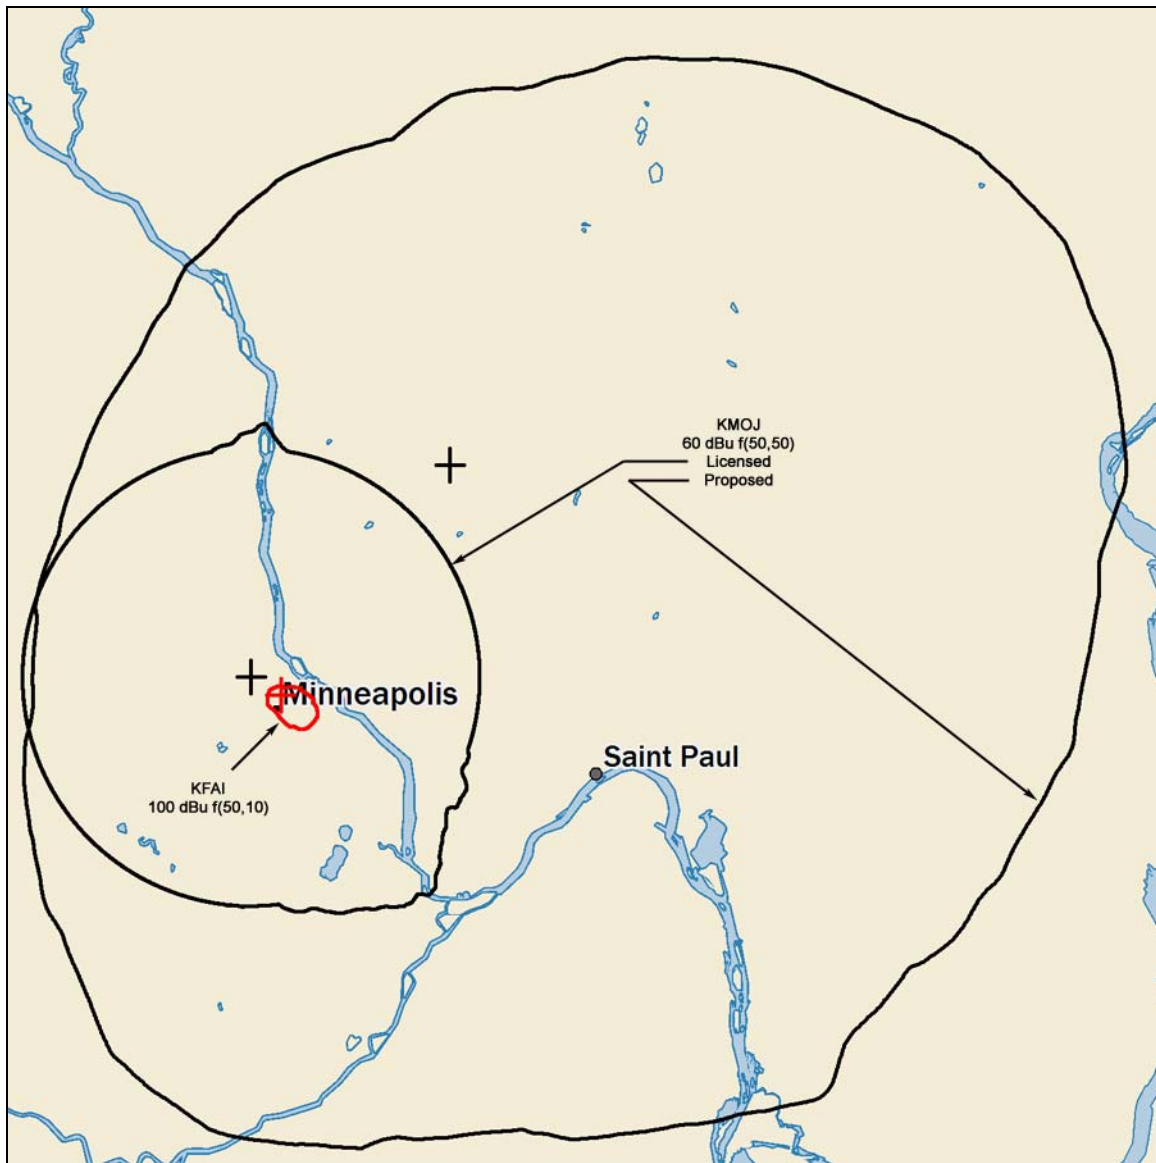 KMOJ
60 dBu f(50,50)
Licensed
Proposed
Minneapolis
Saint Paul
KFAI
100 dBu f(50,10)